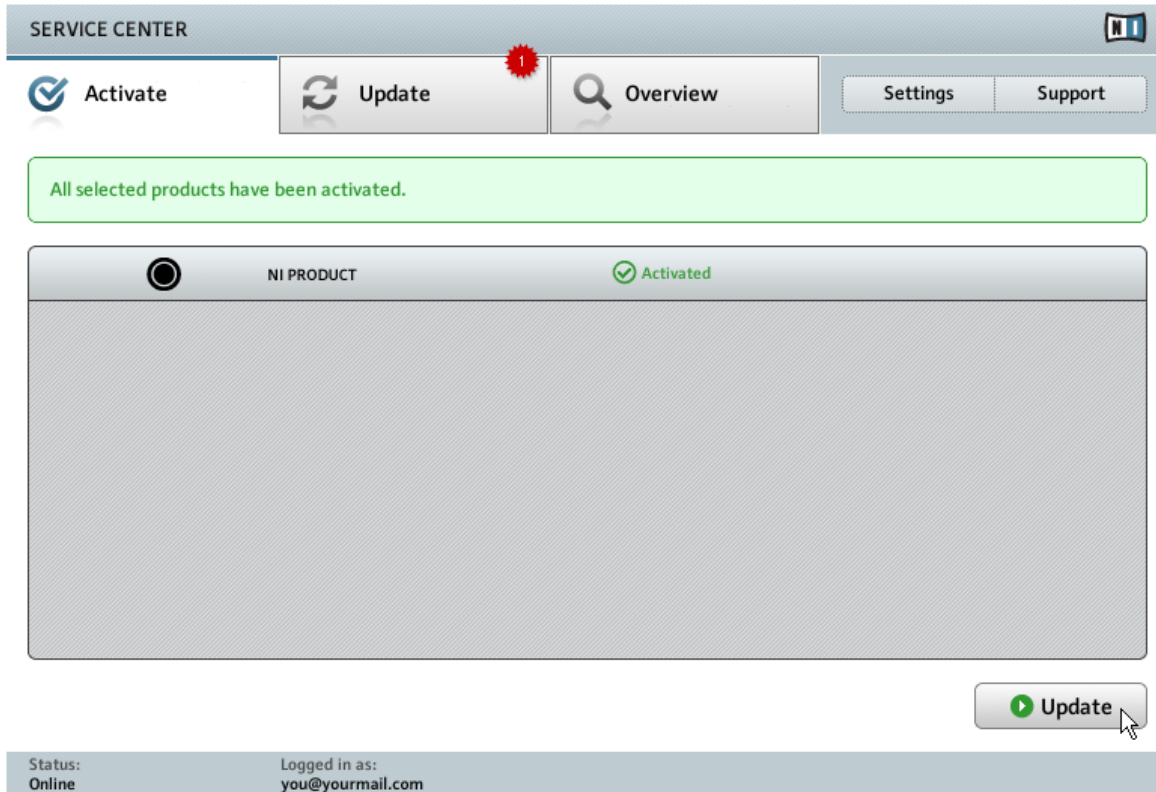 SERVICE CENTER
NI
Activate
Update
1
Overview
Settings
Support
All selected products have been activated.
NI PRODUCT
Activated
Update
Status:
Online
Logged in as:
you@yourmail.com